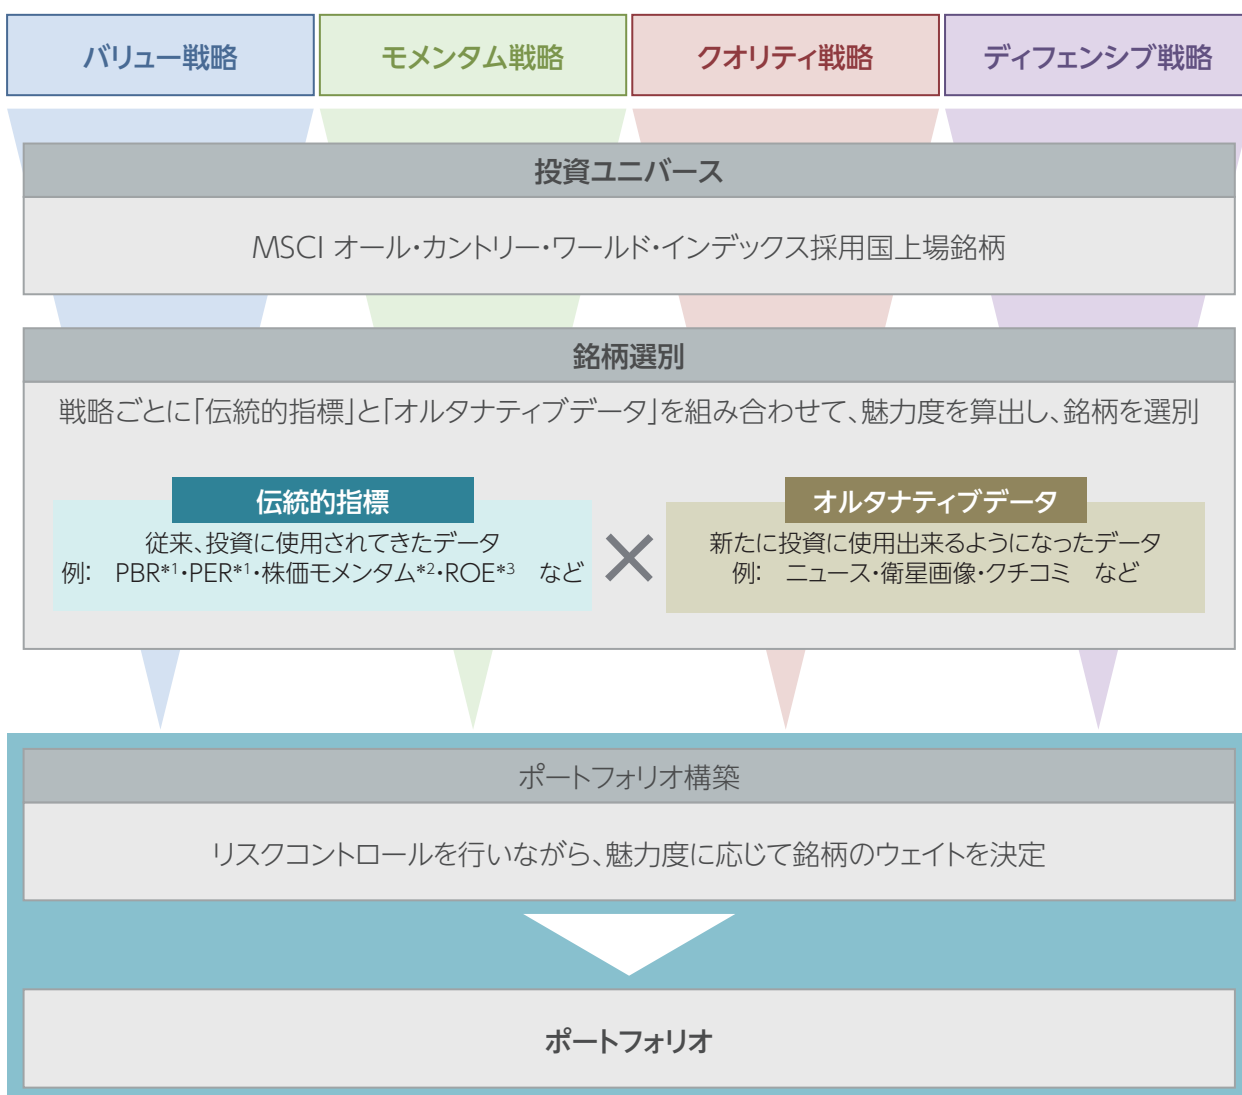 バリュー戦略
モメンタム戦略
クオリティ戦略
ディフェンシブ戦略
投資ユニバース
MSCI オール・カントリー・ワールド・インデックス採用国上場銘柄
銘柄選別
戦略ごとに「伝統的指標」と「オルタナティブデータ」を組み合わせて、魅力度を算出し、銘柄を選別
伝統的指標
従来、投資に使用されてきたデータ
例:　PBR*1・PER*1・株価モメンタム*2・ROE*3　など
×
オルタナティブデータ
新たに投資に使用出来るようになったデータ
例:　ニュース・衛星画像・クチコミ　など
ポートフォリオ構築
リスクコントロールを行いながら、魅力度に応じて銘柄のウェイトを決定
ポートフォリオ